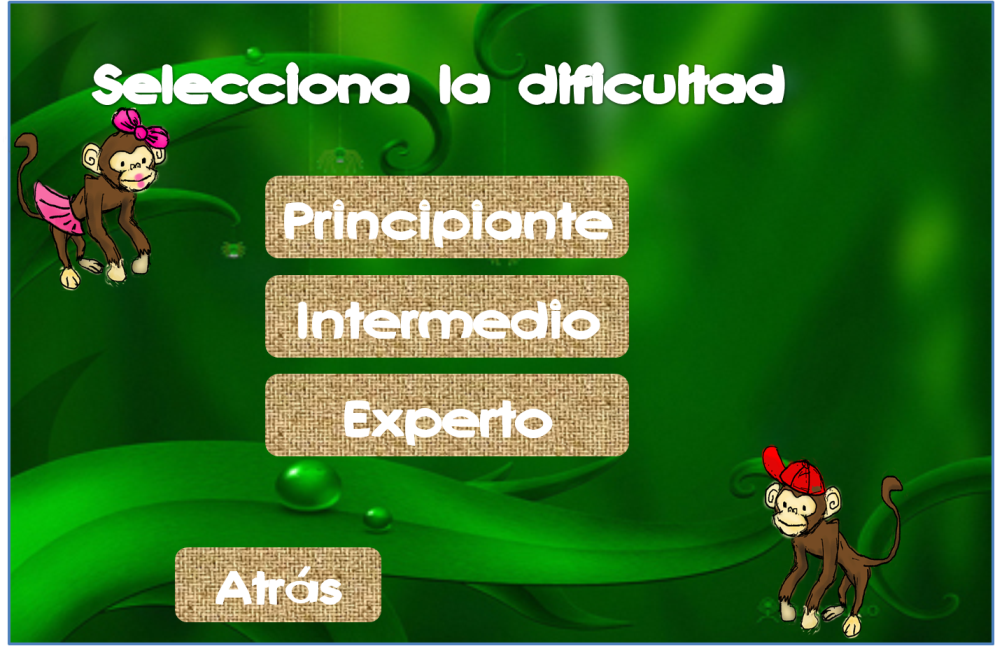 Selecciona la dificultad
Principiante
Intermedio
Experto
Atrás